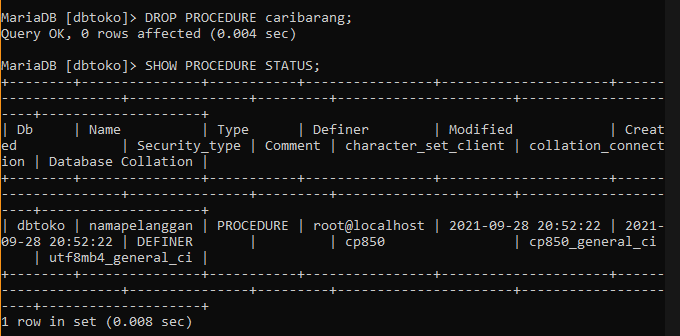 MariaDB [dbtoko]> DROP PROCEDURE caribarang;
Query OK, 0 rows affected (0.004 sec)

MariaDB [dbtoko]> SHOW PROCEDURE STATUS;
+--------+---------------+-----------+----------------+---------------------+------
---------------+---------------+---------+----------------------+-------------------
----+--------------------+
| Db     | Name          | Type      | Definer        | Modified            | Creat
ed             | Security_type | Comment | character_set_client | collation_connect
ion | Database Collation |
+--------+---------------+-----------+----------------+---------------------+------
---------------+---------------+---------+----------------------+-------------------
----+--------------------+
| dbtoko | namapelanggan | PROCEDURE | root@localhost | 2021-09-28 20:52:22 | 2021-
09-28 20:52:22 | DEFINER       |         | cp850                | cp850_general_ci
    | utf8mb4_general_ci |
+--------+---------------+-----------+----------------+---------------------+------
---------------+---------------+---------+----------------------+-------------------
----+--------------------+
1 row in set (0.008 sec)